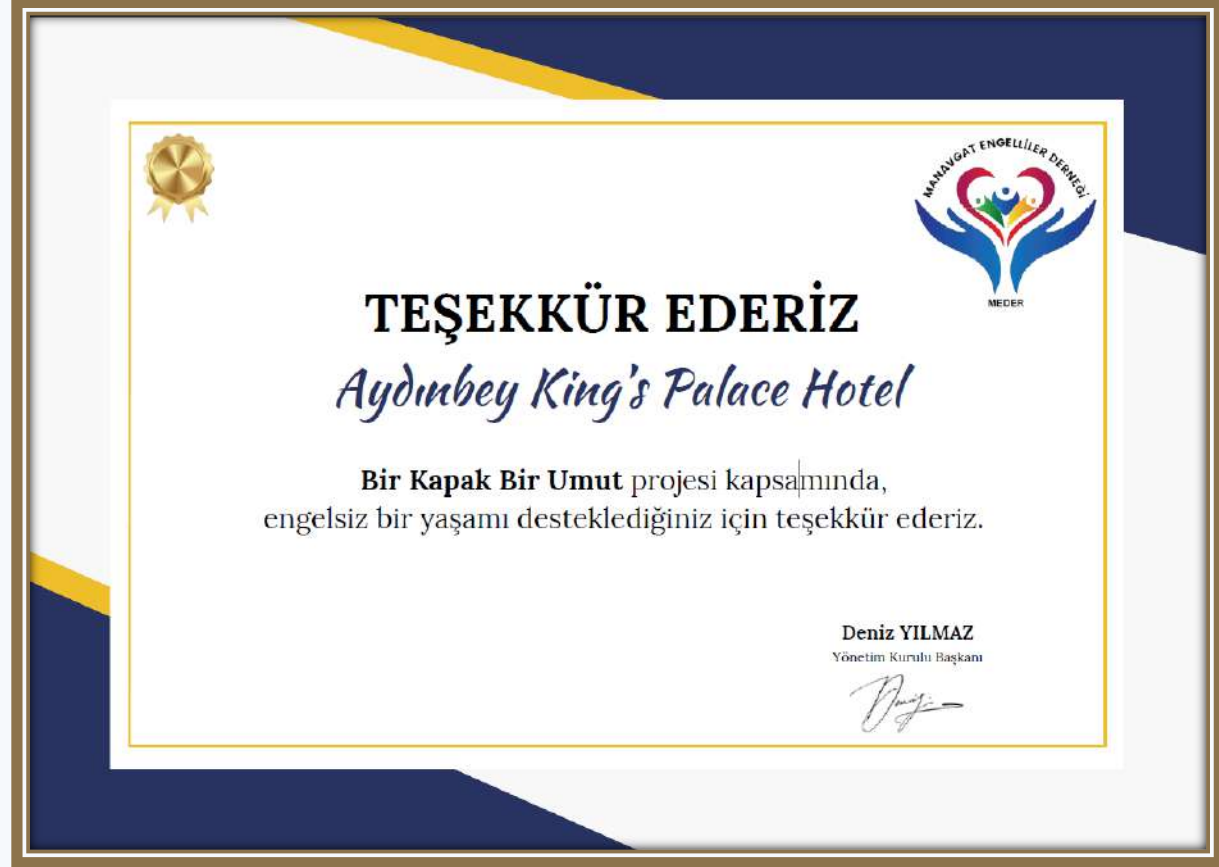 MANAVGAT ENGELLİLER DERNEĞİ
MEDER
TEŞEKKÜR EDERİZ
Aydınbey King's Palace Hotel
Bir Kapak Bir Umut projesi kapsamında,
engelsiz bir yaşamı desteklediğiniz için teşekkür ederiz.
Deniz YILMAZ
Yönetim Kurulu Başkanı